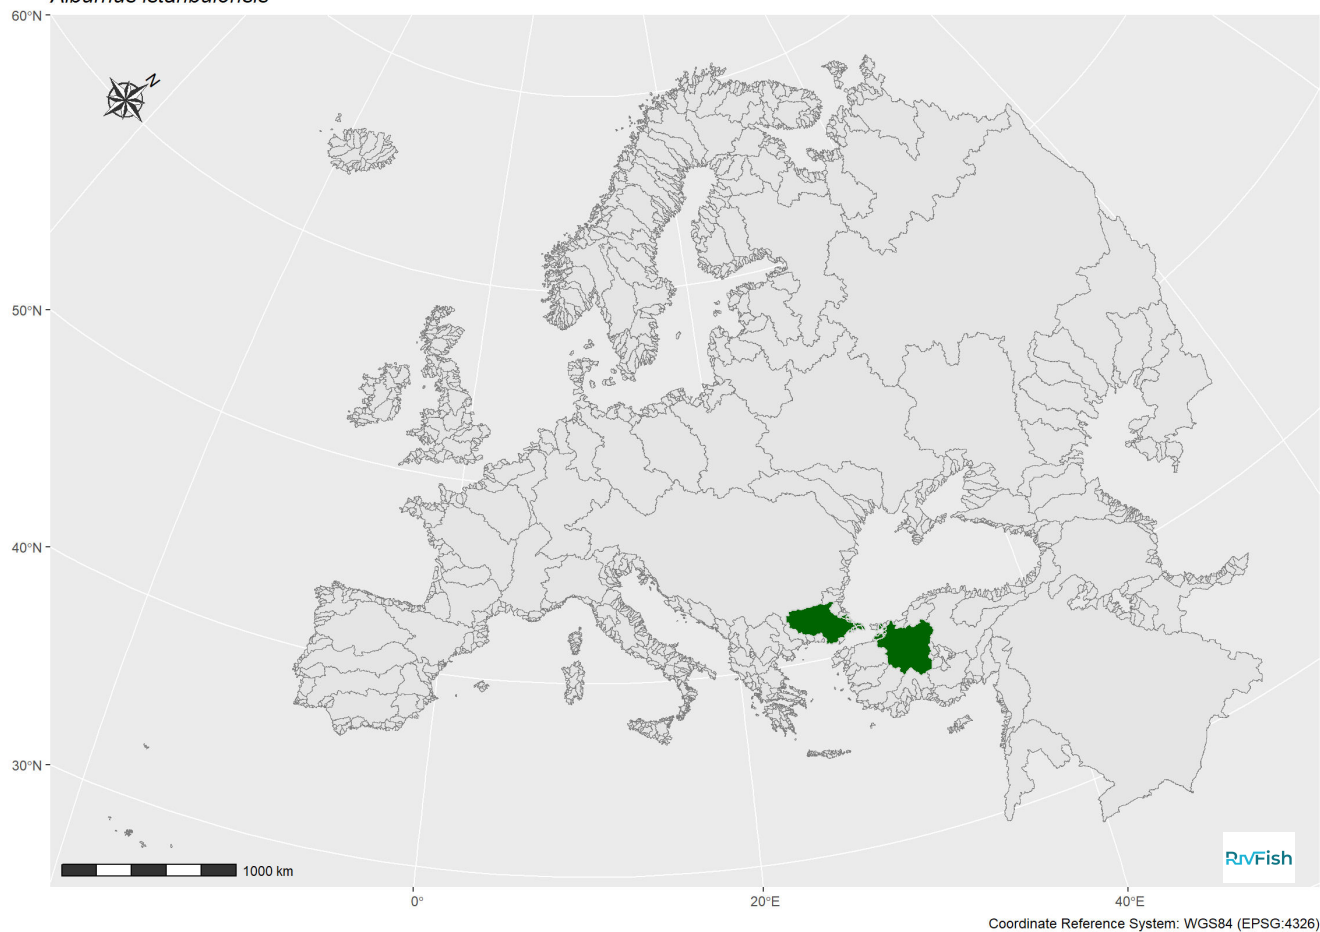 Alburnus istanbulensis
60°N
N
50°N
40°N
30°N
1000 km
RIVFish
0°
20°E
40°E
Coordinate Reference System: WGS84 (EPSG:4326)